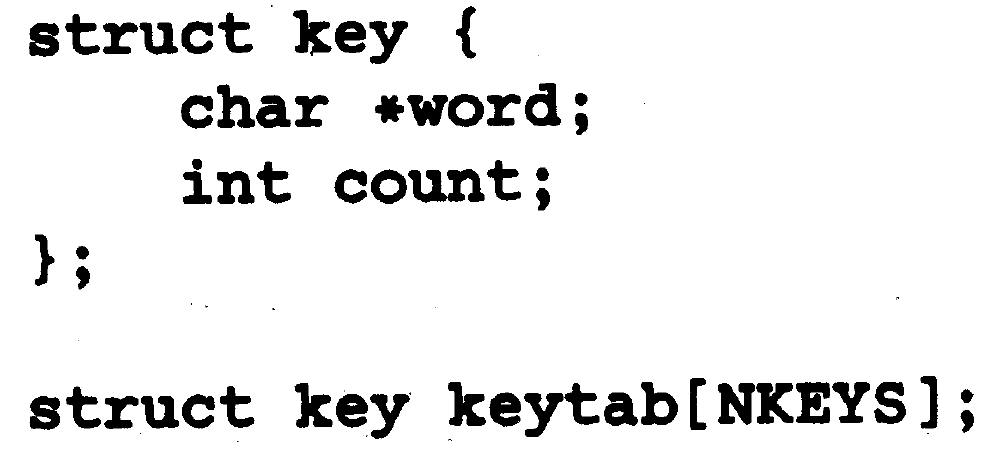 struct key {
    char *word;
    int count;
};

struct key keytab[NKEYS];